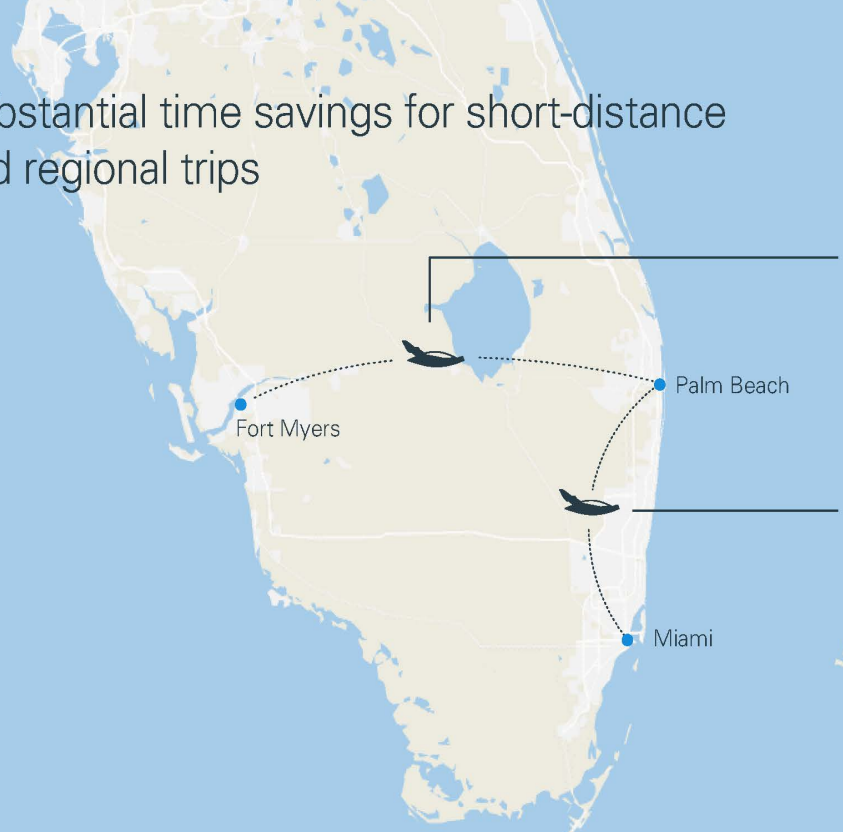 bstantial time savings for short-distance
d regional trips
Palm Beach
Fort Myers
Miami